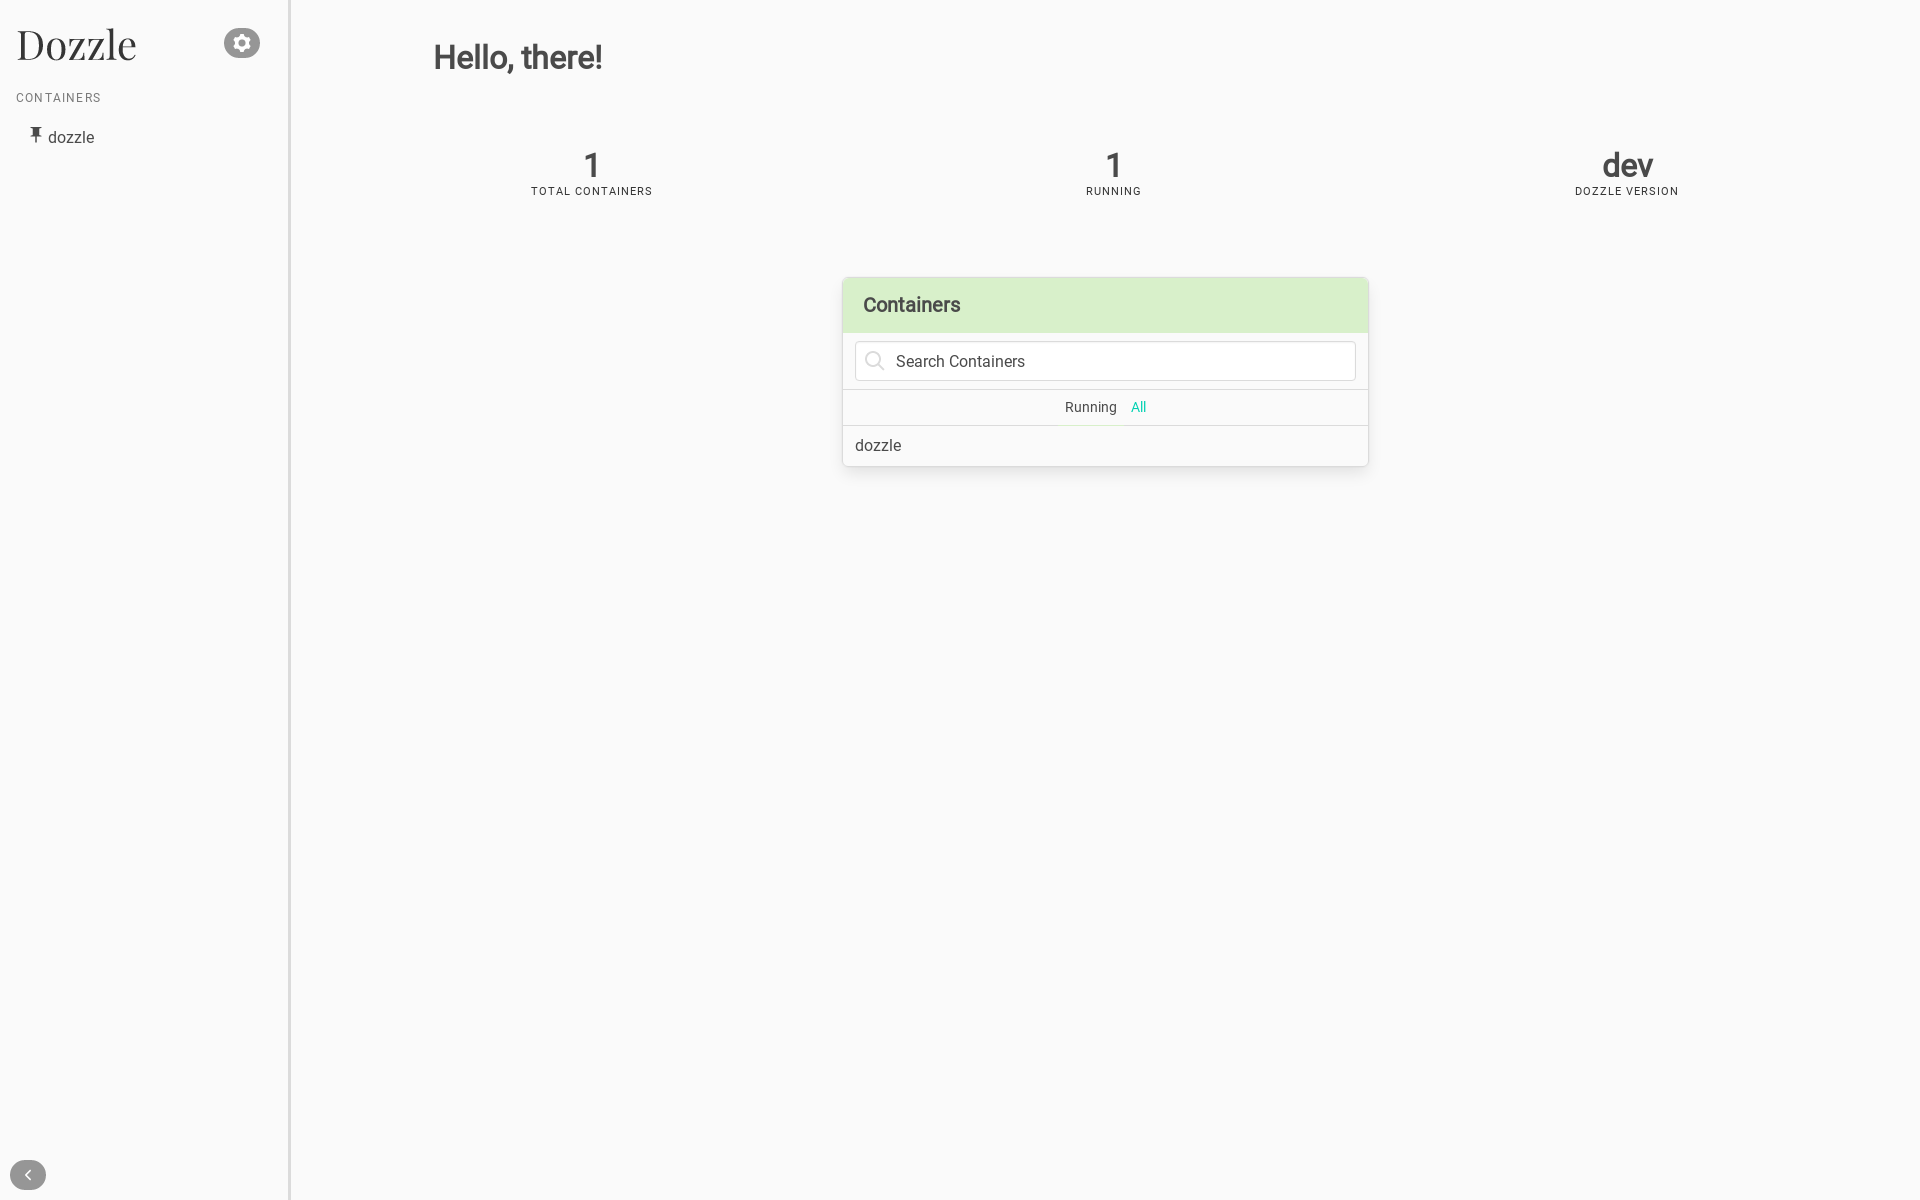 Dozzle
CONTAINERS
dozzle
Hello, there!
1
TOTAL CONTAINERS
1
RUNNING
dev
DOZZLE VERSION
Containers
Search Containers
Running All
dozzle